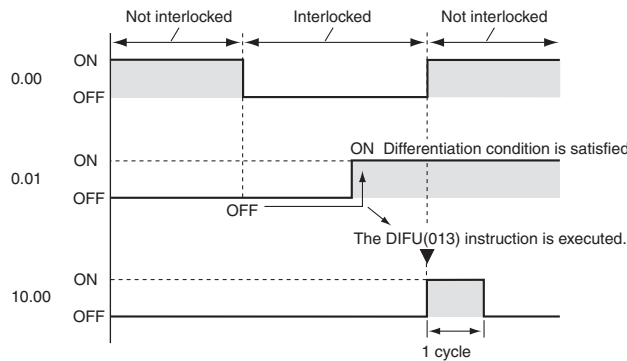 Not interlocked Interlocked Not interlocked
ON
0.00
OFF
ON Differentiation condition is satisfied
ON
0.01
OFF
OFF
The DIFU(013) instruction is executed.
ON
10.00
OFF
1 cycle